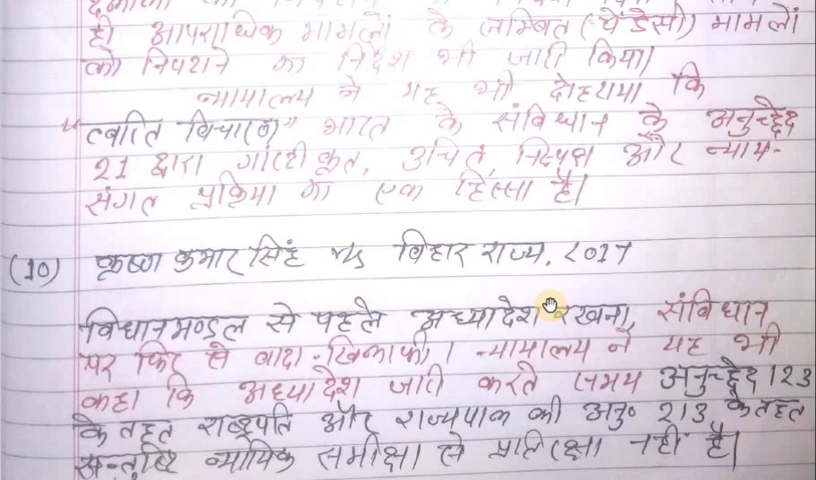 ही आपराधिक मामलों के लम्बित (पेंडेंसी) मामलों
को निपटाने का निर्देश भी जारी किया।
न्यायालय ने यह भी दोहराया कि
"त्वरित विचारण" भारत के संविधान के अनुच्छेद
21 द्वारा गारंटीकृत, उचित, निष्पक्ष और न्याय-
संगत प्रक्रिया का एक हिस्सा है।
(10) कृष्ण कुमार सिंह vs बिहार राज्य, 2017
विधानमण्डल से पहले अध्यादेश रखना, संविधान
पर फिर से वादा-खिलाफी। न्यायालय ने यह भी
कहा कि अध्यादेश जारी करते समय अनुच्छेद 123
के तहत राष्ट्रपति और राज्यपाल की अनु० 213 के तहत
सन्तुष्टि न्यायिक समीक्षा से प्रतिरक्षा नहीं है।